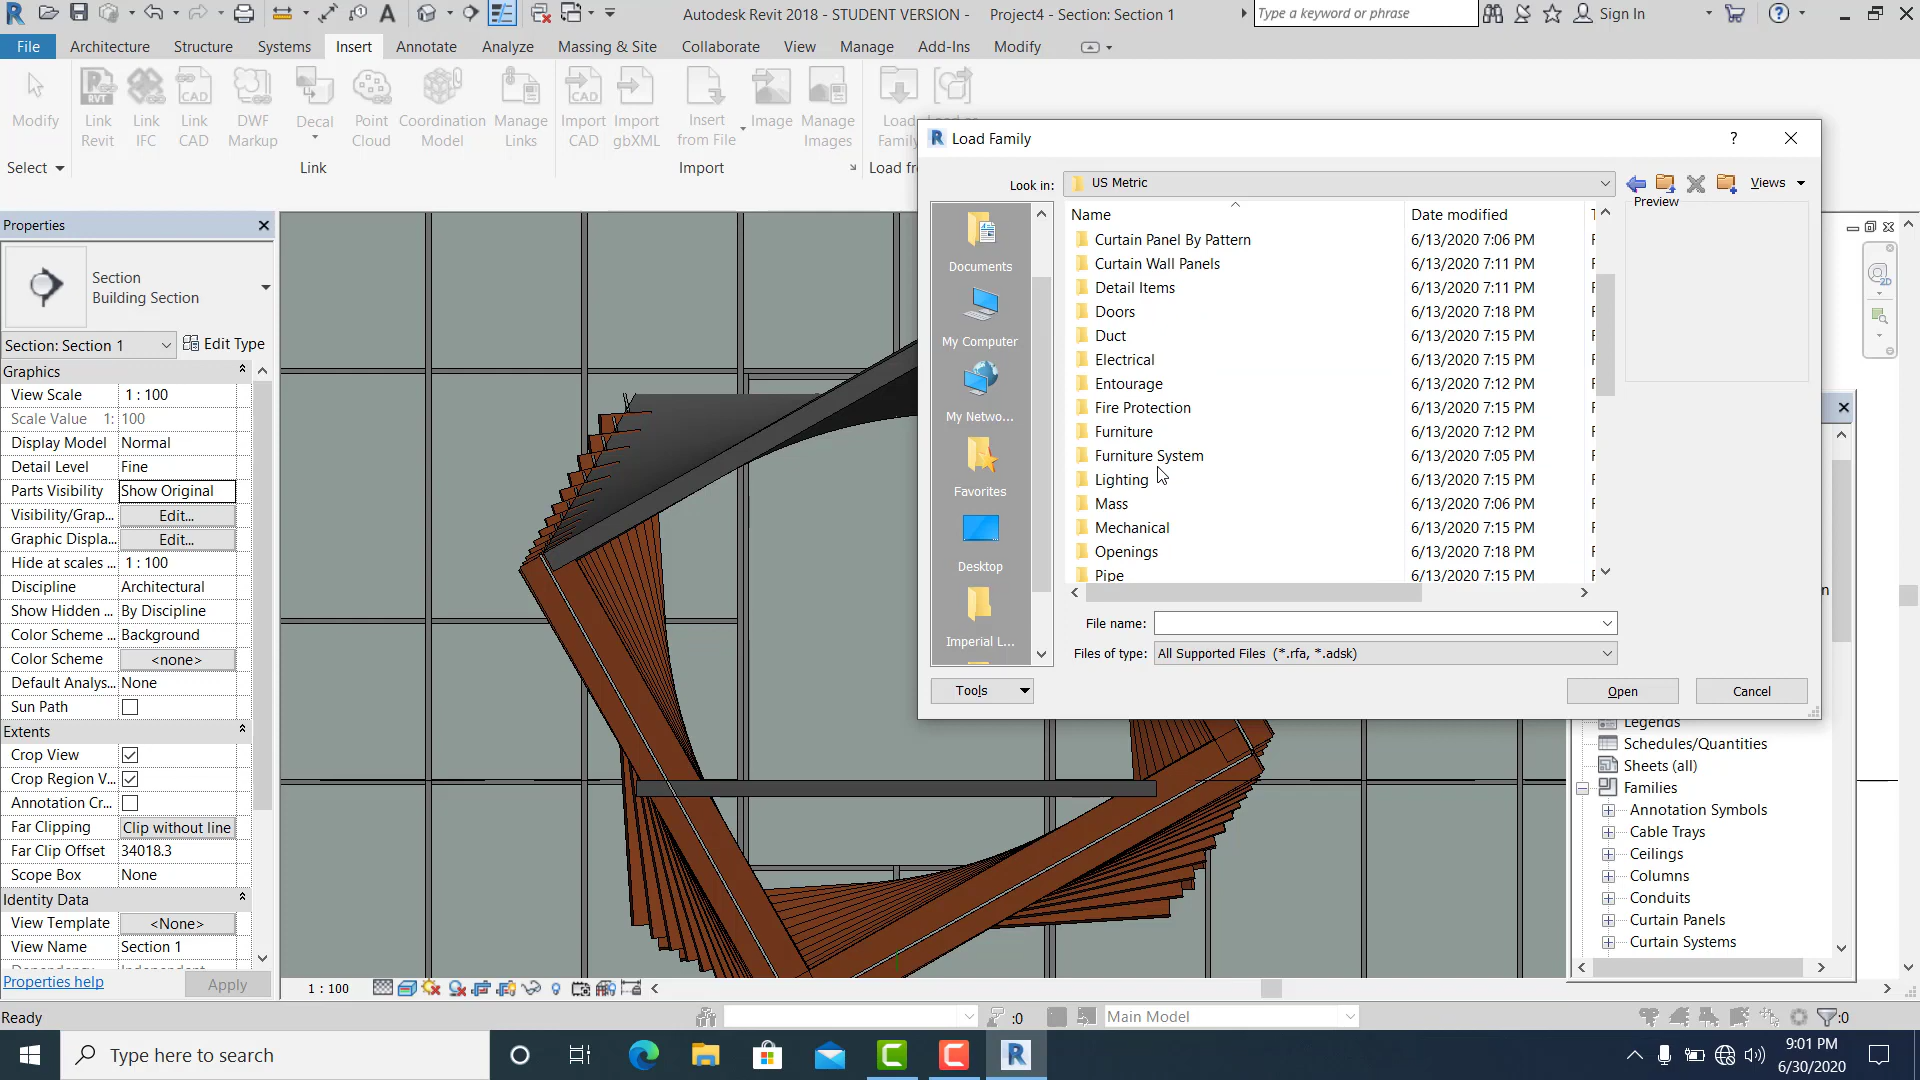 Autodesk Revit 2018 - STUDENT VERSION - Project4 - Section: Section 1
Type a keyword or phrase
Sign In
File Architecture Structure Systems Insert Annotate Analyze Massing & Site Collaborate View Manage Add-Ins Modify
Modify
Link Revit
Link IFC
Link CAD
DWF Markup
Decal
Point Cloud
Coordination Model
Manage Links
Import CAD
Import gbXML
Insert from File
Image
Manage Images
Load Family
Select
Link
Import
Load fr
Properties
Section
Building Section
Section: Section 1
Edit Type
Graphics
View Scale 1 : 100
Scale Value 1: 100
Display Model Normal
Detail Level Fine
Parts Visibility Show Original
Visibility/Grap... Edit...
Graphic Displa... Edit...
Hide at scales ... 1 : 100
Discipline Architectural
Show Hidden ... By Discipline
Color Scheme ... Background
Color Scheme <none>
Default Analys... None
Sun Path
Extents
Crop View
Crop Region V...
Annotation Cr...
Far Clipping Clip without line
Far Clip Offset 34018.3
Scope Box None
Identity Data
View Template <None>
View Name Section 1
Properties help
Apply
Load Family
?
Look in: US Metric
Views
Preview
Documents
My Computer
My Netwo...
Favorites
Desktop
Imperial L...
Name Date modified
Curtain Panel By Pattern 6/13/2020 7:06 PM
Curtain Wall Panels 6/13/2020 7:11 PM
Detail Items 6/13/2020 7:11 PM
Doors 6/13/2020 7:18 PM
Duct 6/13/2020 7:15 PM
Electrical 6/13/2020 7:15 PM
Entourage 6/13/2020 7:12 PM
Fire Protection 6/13/2020 7:15 PM
Furniture 6/13/2020 7:12 PM
Furniture System 6/13/2020 7:05 PM
Lighting 6/13/2020 7:15 PM
Mass 6/13/2020 7:06 PM
Mechanical 6/13/2020 7:15 PM
Openings 6/13/2020 7:18 PM
Pipe 6/13/2020 7:15 PM
File name:
Files of type: All Supported Files (*.rfa, *.adsk)
Tools
Open
Cancel
Legends
Schedules/Quantities
Sheets (all)
Families
Annotation Symbols
Cable Trays
Ceilings
Columns
Conduits
Curtain Panels
Curtain Systems
1 : 100
Ready
:0
Main Model
:0
Type here to search
9:01 PM
6/30/2020